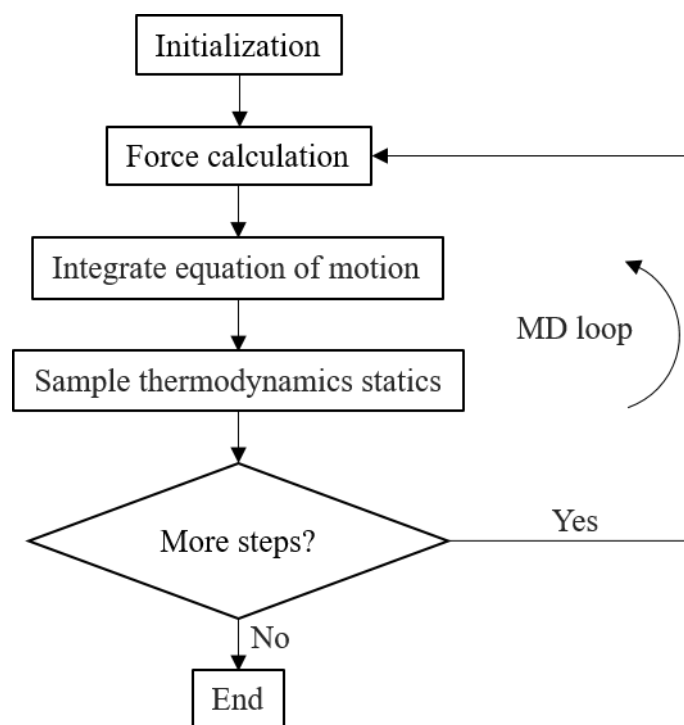 Initialization
Force calculation
Integrate equation of motion
MD loop
Sample thermodynamics statics
More steps?
Yes
No
End